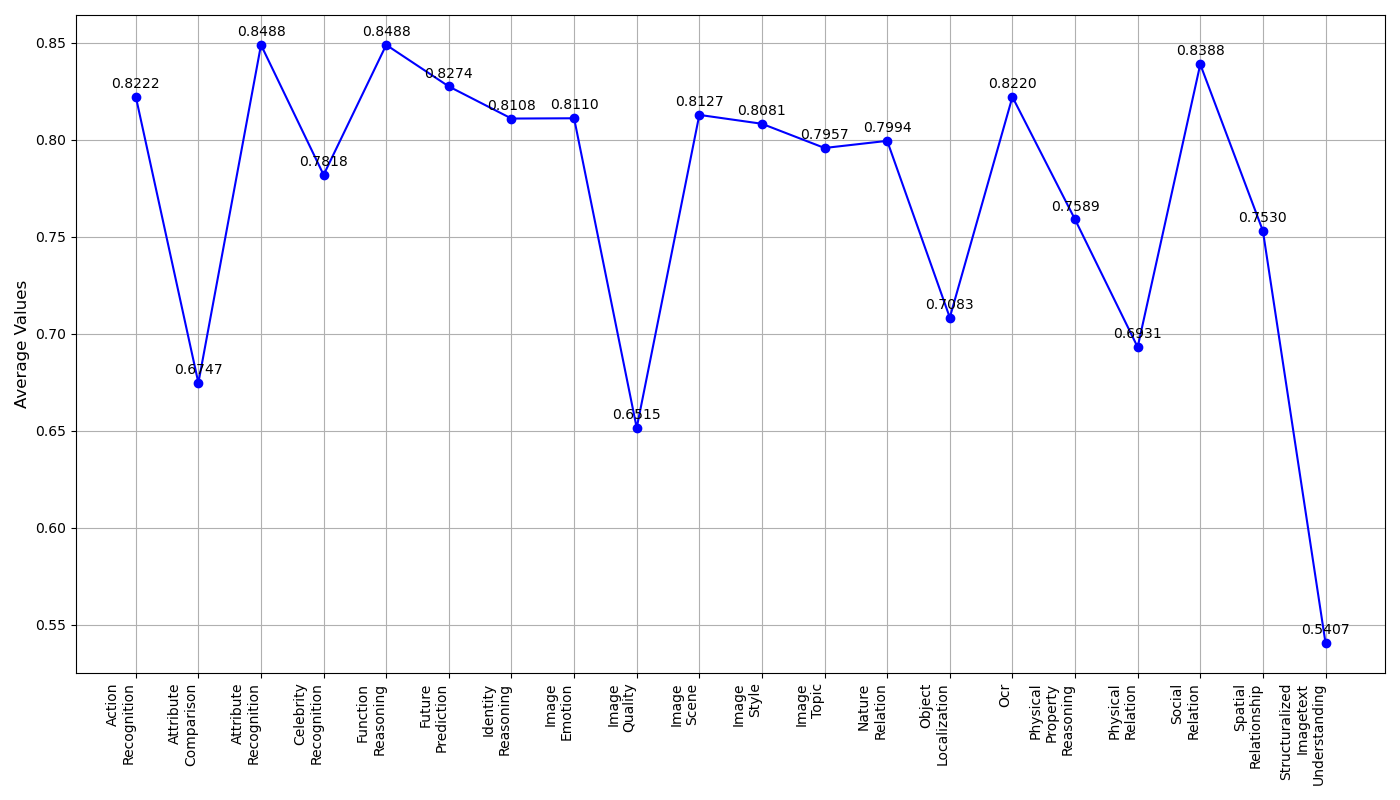 0.8222
0.6747
0.8488
0.7818
0.8488
0.8274
0.8108
0.8110
0.6515
0.8127
0.8081
0.7957
0.7994
0.7083
0.8220
0.7589
0.6931
0.8388
0.7530
0.5407
0.85
0.80
0.75
0.70
0.65
0.60
0.55
Average Values
Action
Recognition
Attribute
Comparison
Attribute
Recognition
Celebrity
Recognition
Function
Reasoning
Future
Prediction
Identity
Reasoning
Image
Emotion
Image
Quality
Image
Scene
Image
Style
Image
Topic
Nature
Relation
Object
Localization
Ocr
Physical
Property
Reasoning
Physical
Relation
Social
Relation
Spatial
Relationship
Structuralized
Imagetext
Understanding